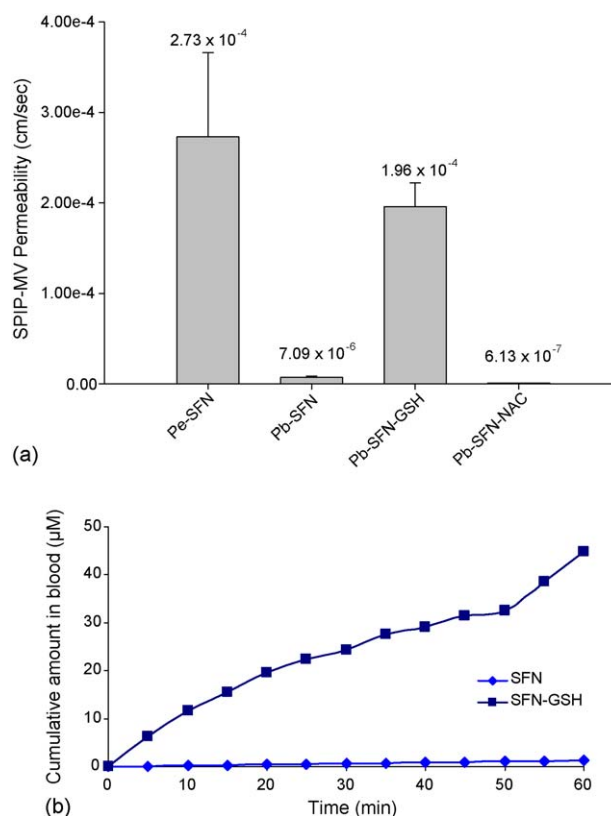 2.73 x 10⁻⁴
4.00e-4
1.96 x 10⁻⁴
2.00e-4
1.00e-4
7.09 x 10⁻⁶
6.13 x 10⁻⁷
0.00
SPIP-MV Permeability (cm/sec)
Pe-SFN
Pb-SFN
Pb-SFN-GSH
Pb-SFN-NAC
(a)
50
40
30
20
10
0
Cumulative amount in blood (µM)
SFN
SFN-GSH
0
10
20
30
40
50
60
Time (min)
(b)